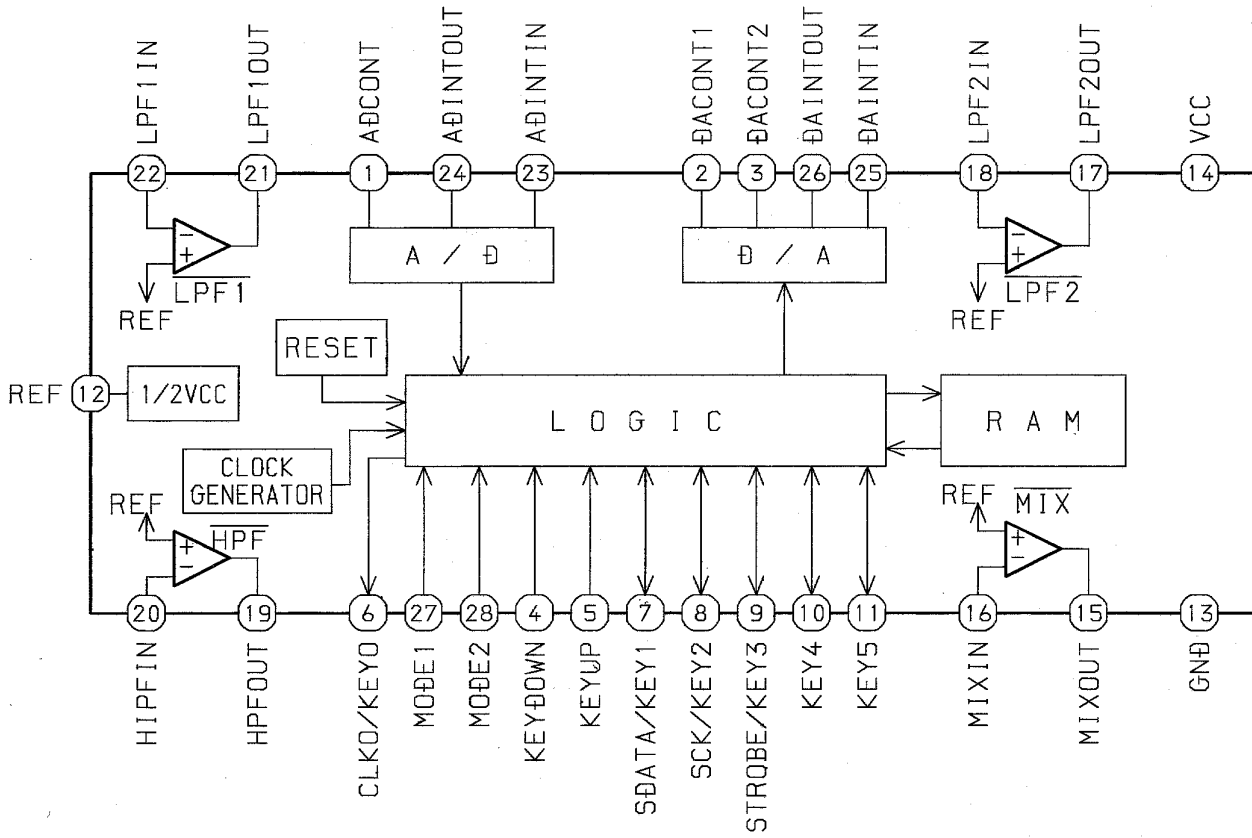 LPF1IN
LPF1OUT
ADCONT
ADINTOUT
ADINTIN
DACONT1
DACONT2
DAINTOUT
DAINTIN
LPF2IN
LPF2OUT
VCC
22
21
1
24
23
2
3
26
25
18
17
14
−
+
LPF1
REF
A / D
D / A
−
+
LPF2
REF
RESET
REF
12
1/2VCC
LOGIC
RAM
CLOCK
GENERATOR
REF
HPF
+
−
REF
MIX
+
−
20
19
6
27
28
4
5
7
8
9
10
11
16
15
13
HIPFIN
HPFOUT
CLKO/KEY0
MODE1
MODE2
KEYDOWN
KEYUP
SDATA/KEY1
SCK/KEY2
STROBE/KEY3
KEY4
KEY5
MIXIN
MIXOUT
GND